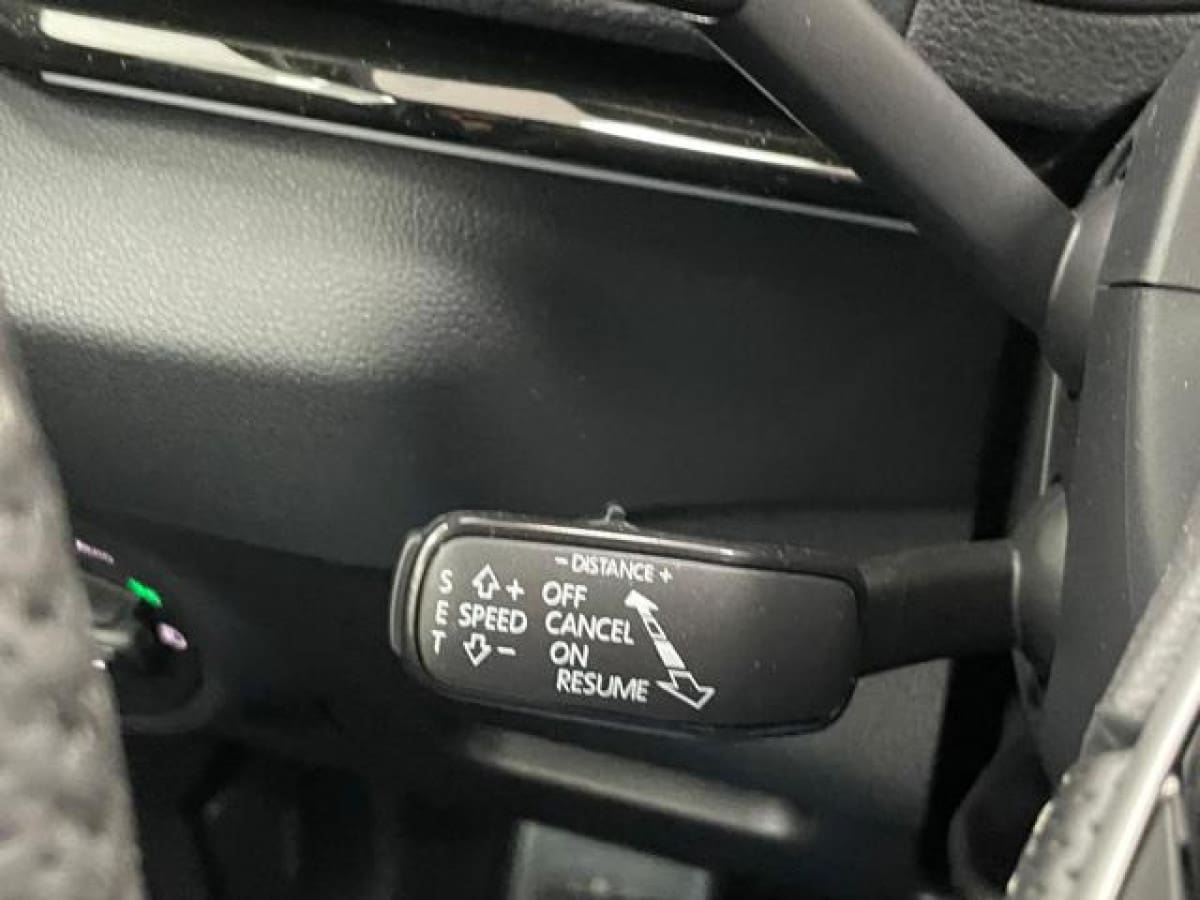 - DISTANCE +
S + OFF
E SPEED CANCEL
T - ON
RESUME